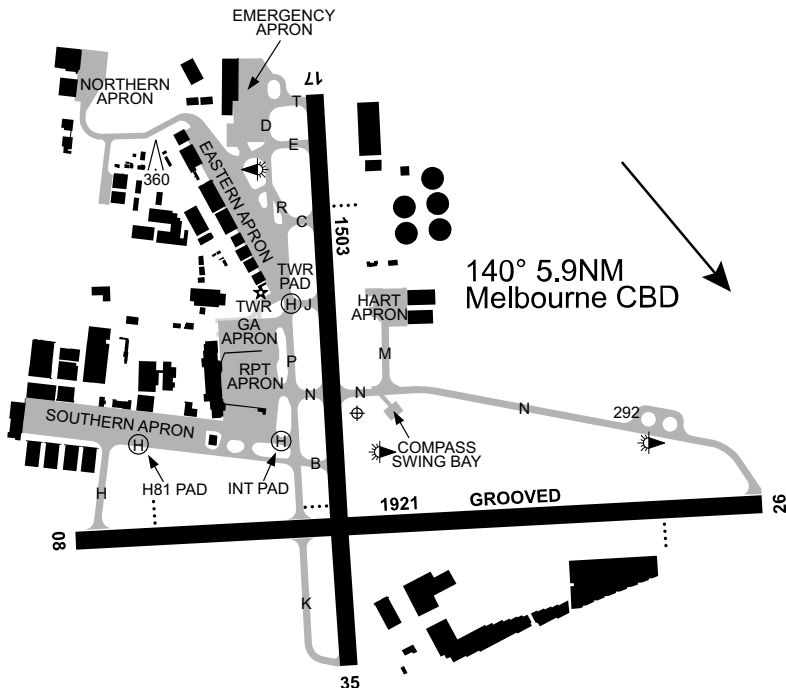 EMERGENCY
APRON
17
NORTHERN
APRON
T
D
E
360
EASTERN APRON
R
C
1503
140° 5.9NM
Melbourne CBD
TWR
PAD
H
J
TWR
HART
APRON
GA
APRON
P
M
RPT
APRON
N
N
N
292
SOUTHERN APRON
H
H
B
COMPASS
SWING BAY
H
H81 PAD
INT PAD
1921
GROOVED
26
08
K
35